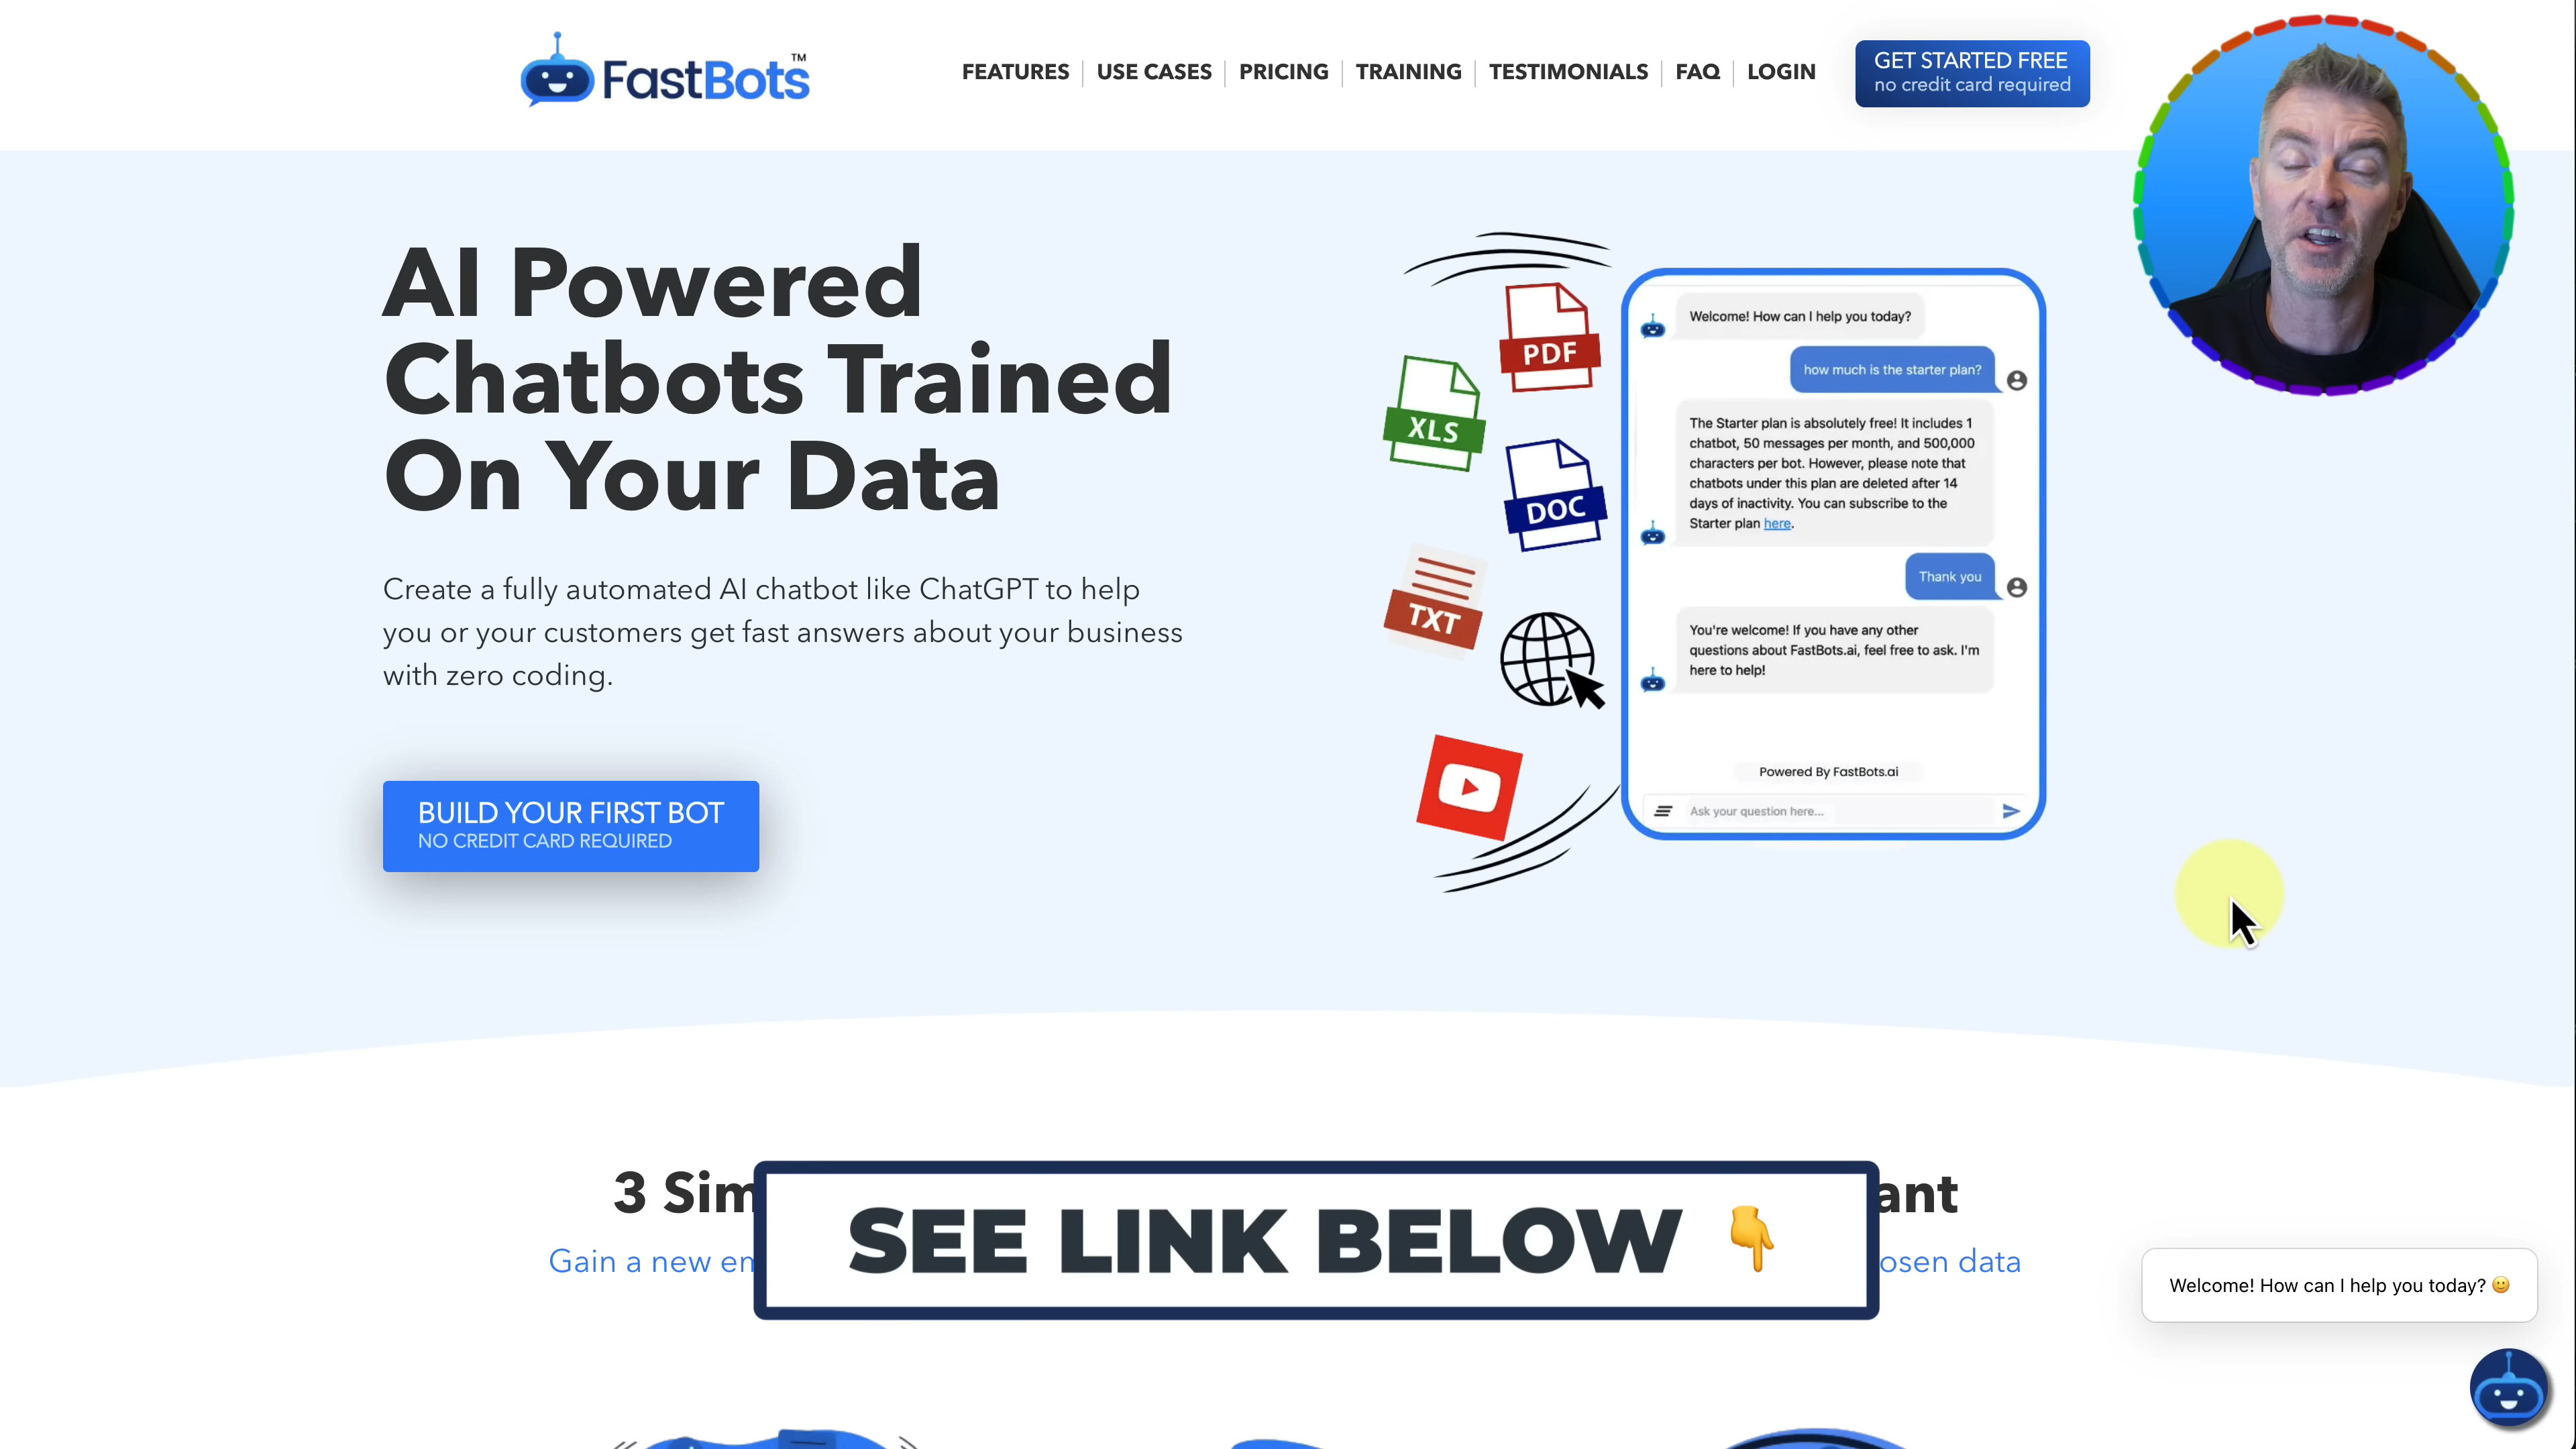 FastBots™
FEATURES
USE CASES
PRICING
TRAINING
TESTIMONIALS
FAQ
LOGIN
GET STARTED FREE
no credit card required
AI Powered
Chatbots Trained
On Your Data
Create a fully automated AI chatbot like ChatGPT to help
you or your customers get fast answers about your business
with zero coding.
BUILD YOUR FIRST BOT
NO CREDIT CARD REQUIRED
PDF
XLS
DOC
TXT
Welcome! How can I help you today?
how much is the starter plan?
The Starter plan is absolutely free! It includes 1
chatbot, 50 messages per month, and 500,000
characters per bot. However, please note that
chatbots under this plan are deleted after 14
days of inactivity. You can subscribe to the
Starter plan here.
Thank you
You're welcome! If you have any other
questions about FastBots.ai, feel free to ask. I'm
here to help!
Powered By FastBots.ai
Ask your question here...
3 Sim
ant
Gain a new em
osen data
SEE LINK BELOW 👇
Welcome! How can I help you today? 🙂